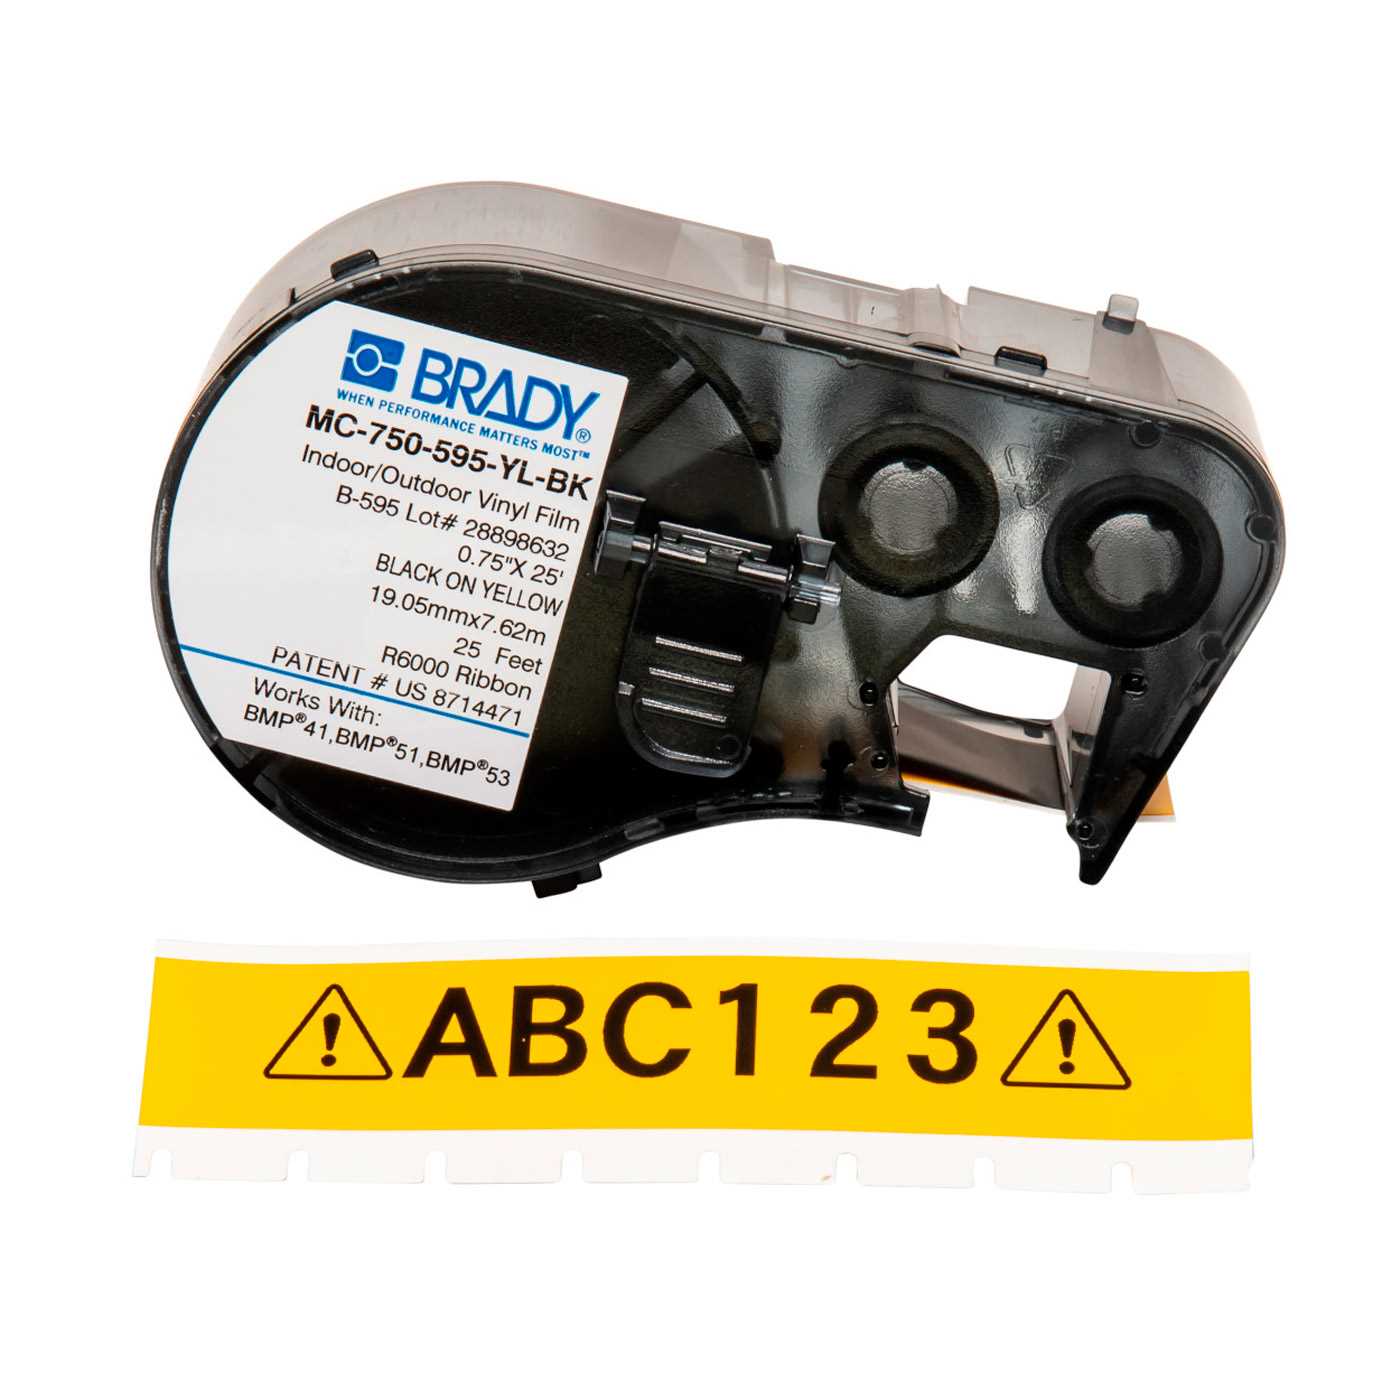 BRADY®
WHEN PERFORMANCE MATTERS MOST™
MC-750-595-YL-BK
Indoor/Outdoor Vinyl Film
B-595 Lot# 28898632
0.75"X 25'
BLACK ON YELLOW
19.05mmx7.62m
25 Feet
R6000 Ribbon
PATENT # US 8714471
Works With:
BMP®41,BMP®51,BMP®53
ABC123